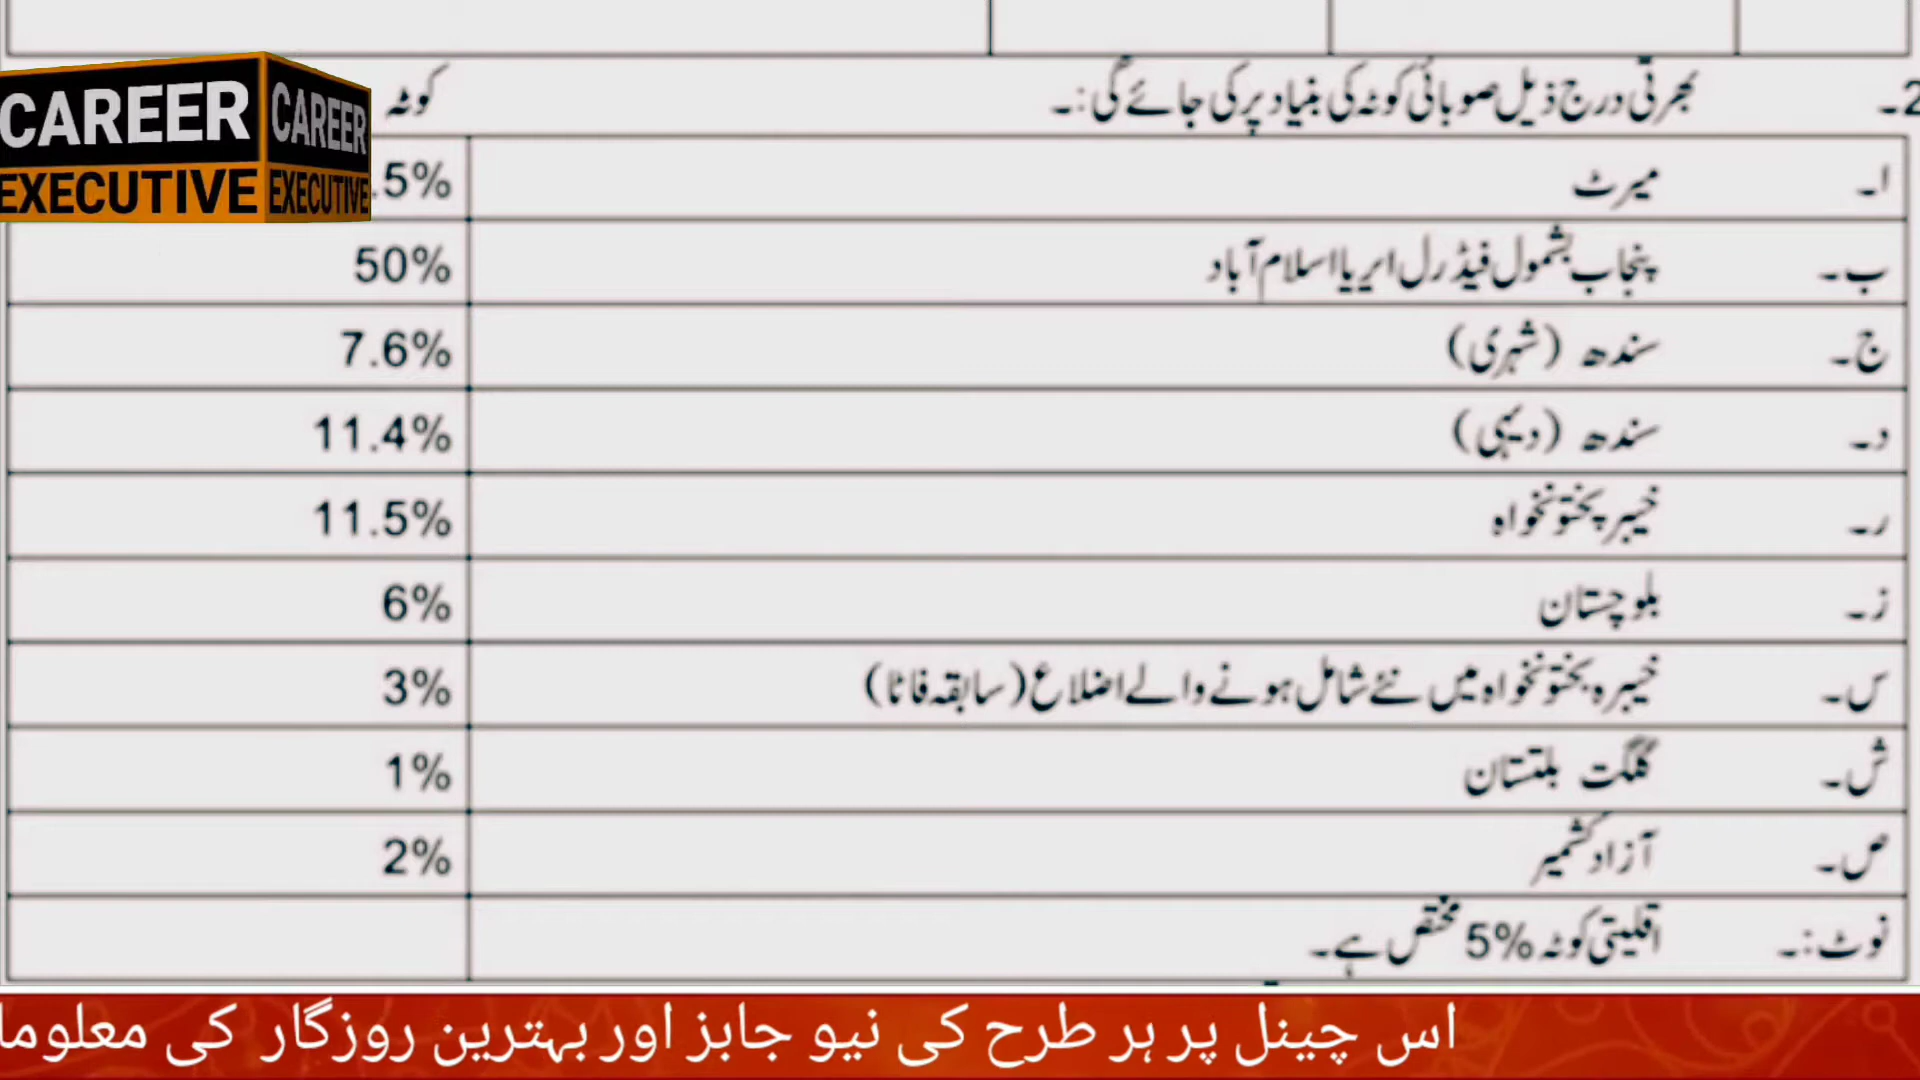 2۔ بھرتی درج ذیل صوبائی کوٹہ کی بنیاد پر کی جائے گی:۔ کوٹہ
CAREER CAREER
EXECUTIVE EXECUTIVE
ا۔ میرٹ .5%
ب۔ پنجاب بشمول فیڈرل ایریا اسلام آباد 50%
ج۔ سندھ (شہری) 7.6%
د۔ سندھ (دیہی) 11.4%
ر۔ خیبر پختونخواہ 11.5%
ز۔ بلوچستان 6%
س۔ خیبرہ پختونخواہ میں نئے شامل ہونے والے اضلاع (سابقہ فاٹا) 3%
ش۔ گلگت بلتستان 1%
ص۔ آزاد کشمیر 2%
نوٹ:۔ اقلیتی کوٹہ 5% مختص ہے۔
اس چینل پر ہر طرح کی نیو جابز اور بہترین روزگار کی معلوما